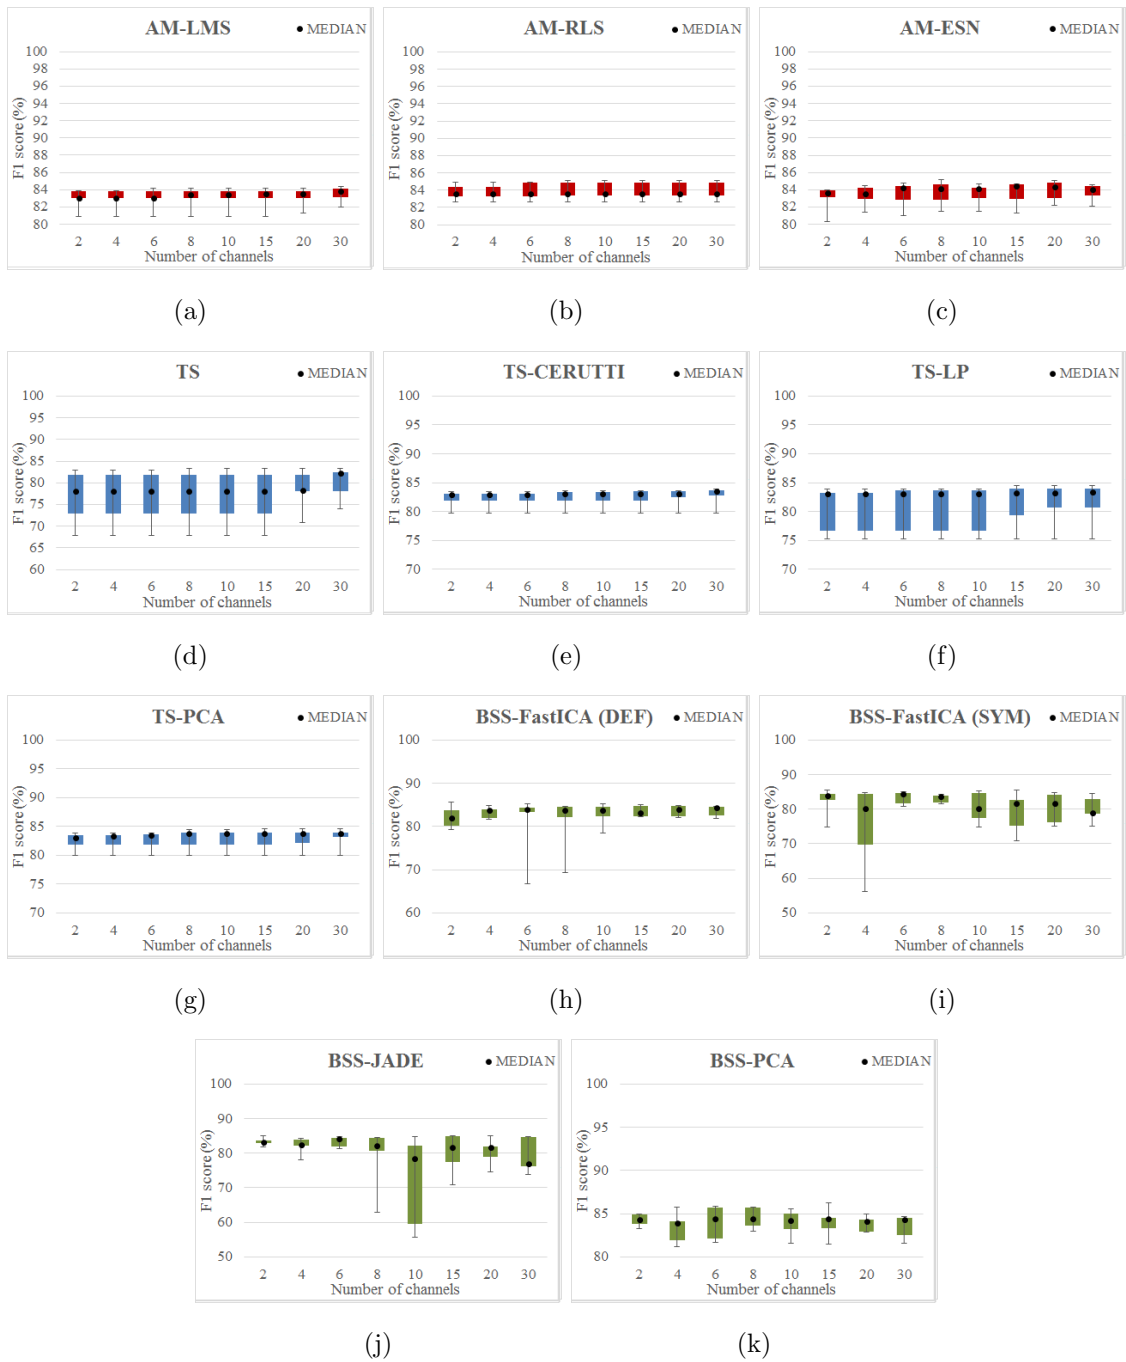 AM-LMS
MEDIAN
F1 score (%)
100
98
96
94
92
90
88
86
84
82
80
2 4 6 8 10 15 20 30
Number of channels
(a)
AM-RLS
MEDIAN
F1 score (%)
100
98
96
94
92
90
88
86
84
82
80
2 4 6 8 10 15 20 30
Number of channels
(b)
AM-ESN
MEDIAN
F1 score (%)
100
98
96
94
92
90
88
86
84
82
80
2 4 6 8 10 15 20 30
Number of channels
(c)
TS
MEDIAN
F1 score (%)
100
95
90
85
80
75
70
65
60
2 4 6 8 10 15 20 30
Number of channels
(d)
TS-CERUTTI
MEDIAN
F1 score (%)
100
95
90
85
80
75
70
2 4 6 8 10 15 20 30
Number of channels
(e)
TS-LP
MEDIAN
F1 score (%)
100
95
90
85
80
75
70
2 4 6 8 10 15 20 30
Number of channels
(f)
TS-PCA
MEDIAN
F1 score (%)
100
95
90
85
80
75
70
2 4 6 8 10 15 20 30
Number of channels
(g)
BSS-FastICA (DEF)
MEDIAN
F1 score (%)
100
90
80
70
60
2 4 6 8 10 15 20 30
Number of channels
(h)
BSS-FastICA (SYM)
MEDIAN
F1 score (%)
100
90
80
70
60
50
2 4 6 8 10 15 20 30
Number of channels
(i)
BSS-JADE
MEDIAN
F1 score (%)
100
90
80
70
60
50
2 4 6 8 10 15 20 30
Number of channels
(j)
BSS-PCA
MEDIAN
F1 score (%)
100
95
90
85
80
2 4 6 8 10 15 20 30
Number of channels
(k)